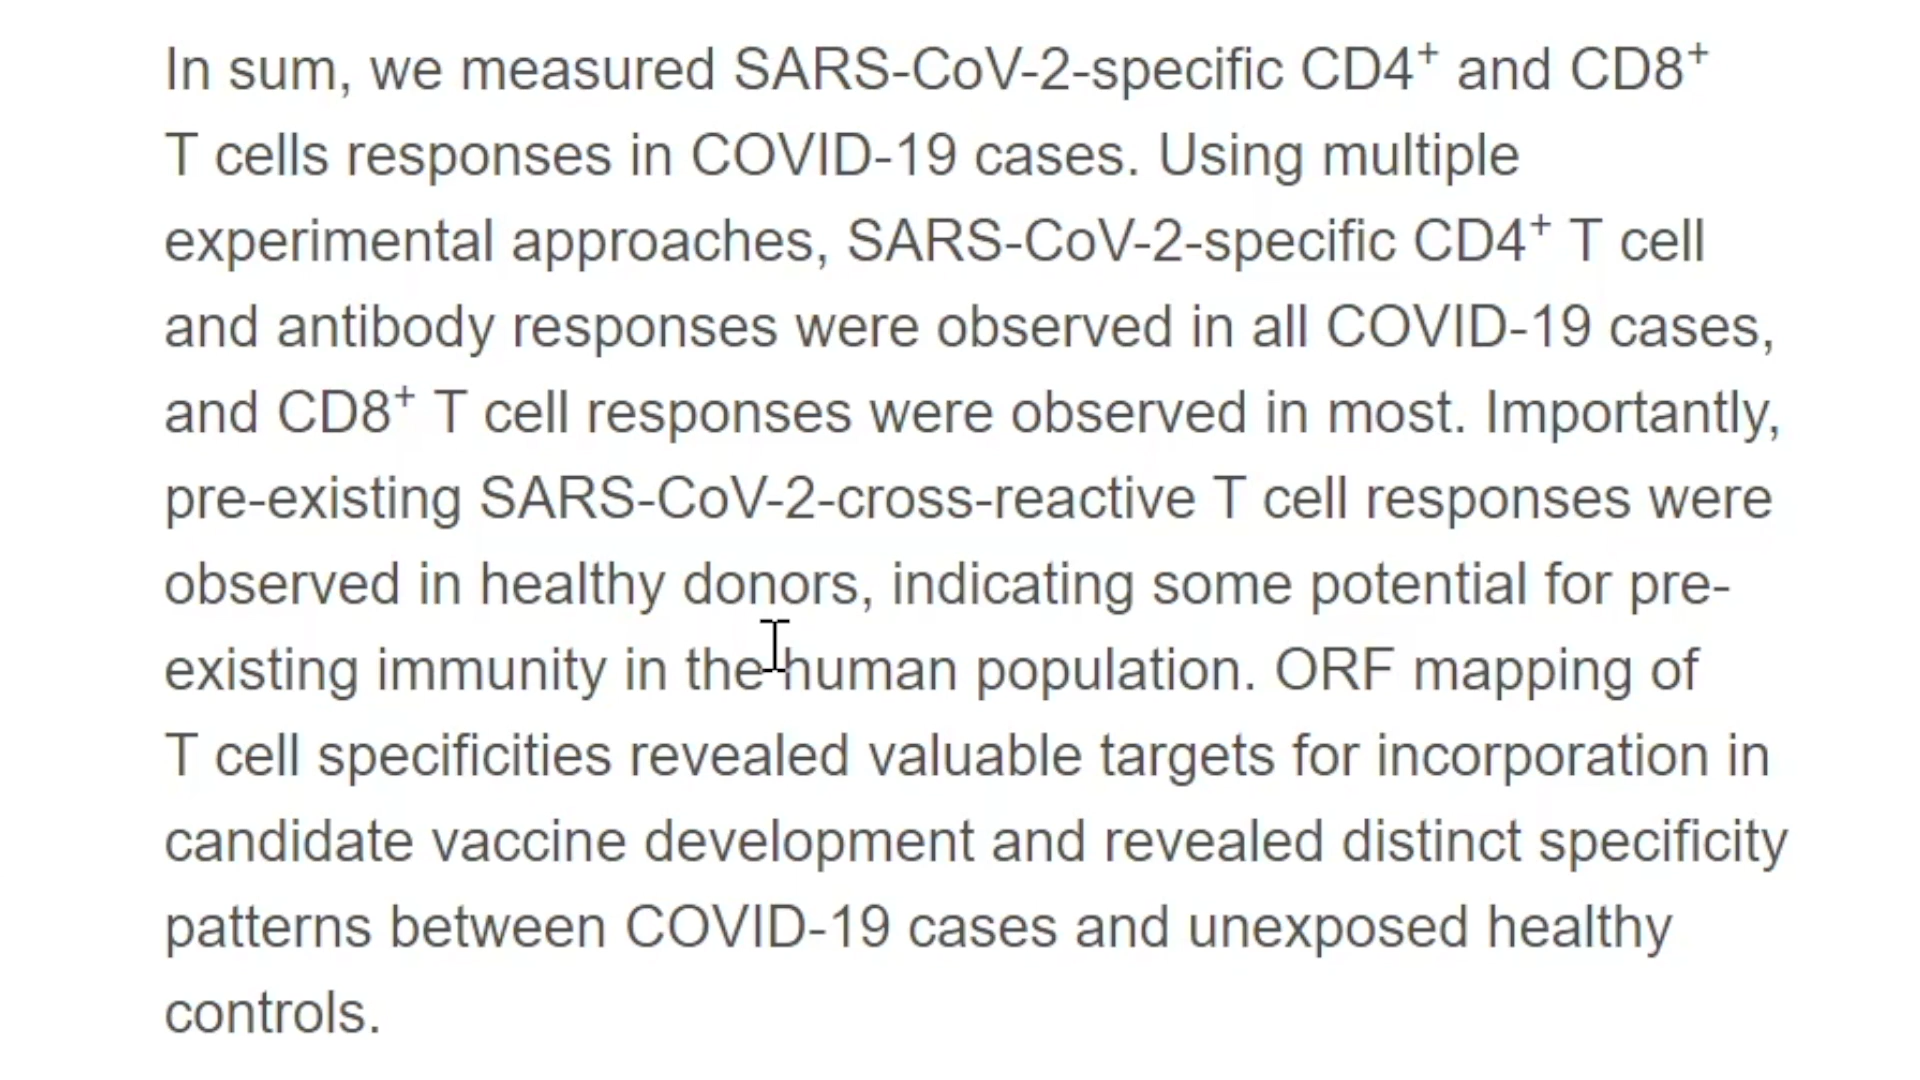 In sum, we measured SARS-CoV-2-specific CD4⁺ and CD8⁺
T cells responses in COVID-19 cases. Using multiple
experimental approaches, SARS-CoV-2-specific CD4⁺ T cell
and antibody responses were observed in all COVID-19 cases,
and CD8⁺ T cell responses were observed in most. Importantly,
pre-existing SARS-CoV-2-cross-reactive T cell responses were
observed in healthy donors, indicating some potential for pre-
existing immunity in the human population. ORF mapping of
T cell specificities revealed valuable targets for incorporation in
candidate vaccine development and revealed distinct specificity
patterns between COVID-19 cases and unexposed healthy
controls.